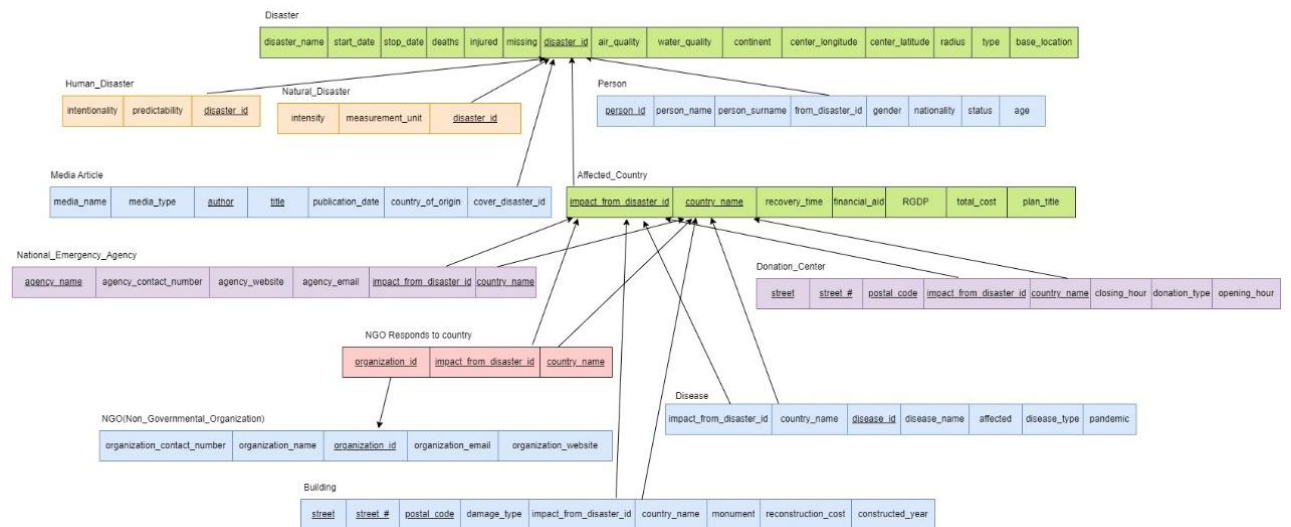 Disaster
disaster_name start_date stop_date deaths injured missing disaster_id air_quality water_quality continent center_longitude center_latitude radius type base_location
Human_Disaster
intentionality predictability disaster_id
Natural_Disaster
intensity measurement_unit disaster_id
Person
person_id person_name person_surname from_disaster_id gender nationality status age
Media Article
media_name media_type author title publication_date country_of_origin cover_disaster_id
Affected_Country
impact_from_disaster_id country_name recovery_time financial_aid RGDP total_cost plan_title
National_Emergency_Agency
agency_name agency_contact_number agency_website agency_email impact_from_disaster_id country_name
Donation_Center
street street_# postal_code impact_from_disaster_id country_name closing_hour donation_type opening_hour
NGO Responds to country
organization_id impact_from_disaster_id country_name
Disease
impact_from_disaster_id country_name disease_id disease_name affected disease_type pandemic
NGO(Non_Governmental_Organization)
organization_contact_number organization_name organization_id organization_email organization_website
Building
street street_# postal_code damage_type impact_from_disaster_id country_name monument reconstruction_cost constructed_year